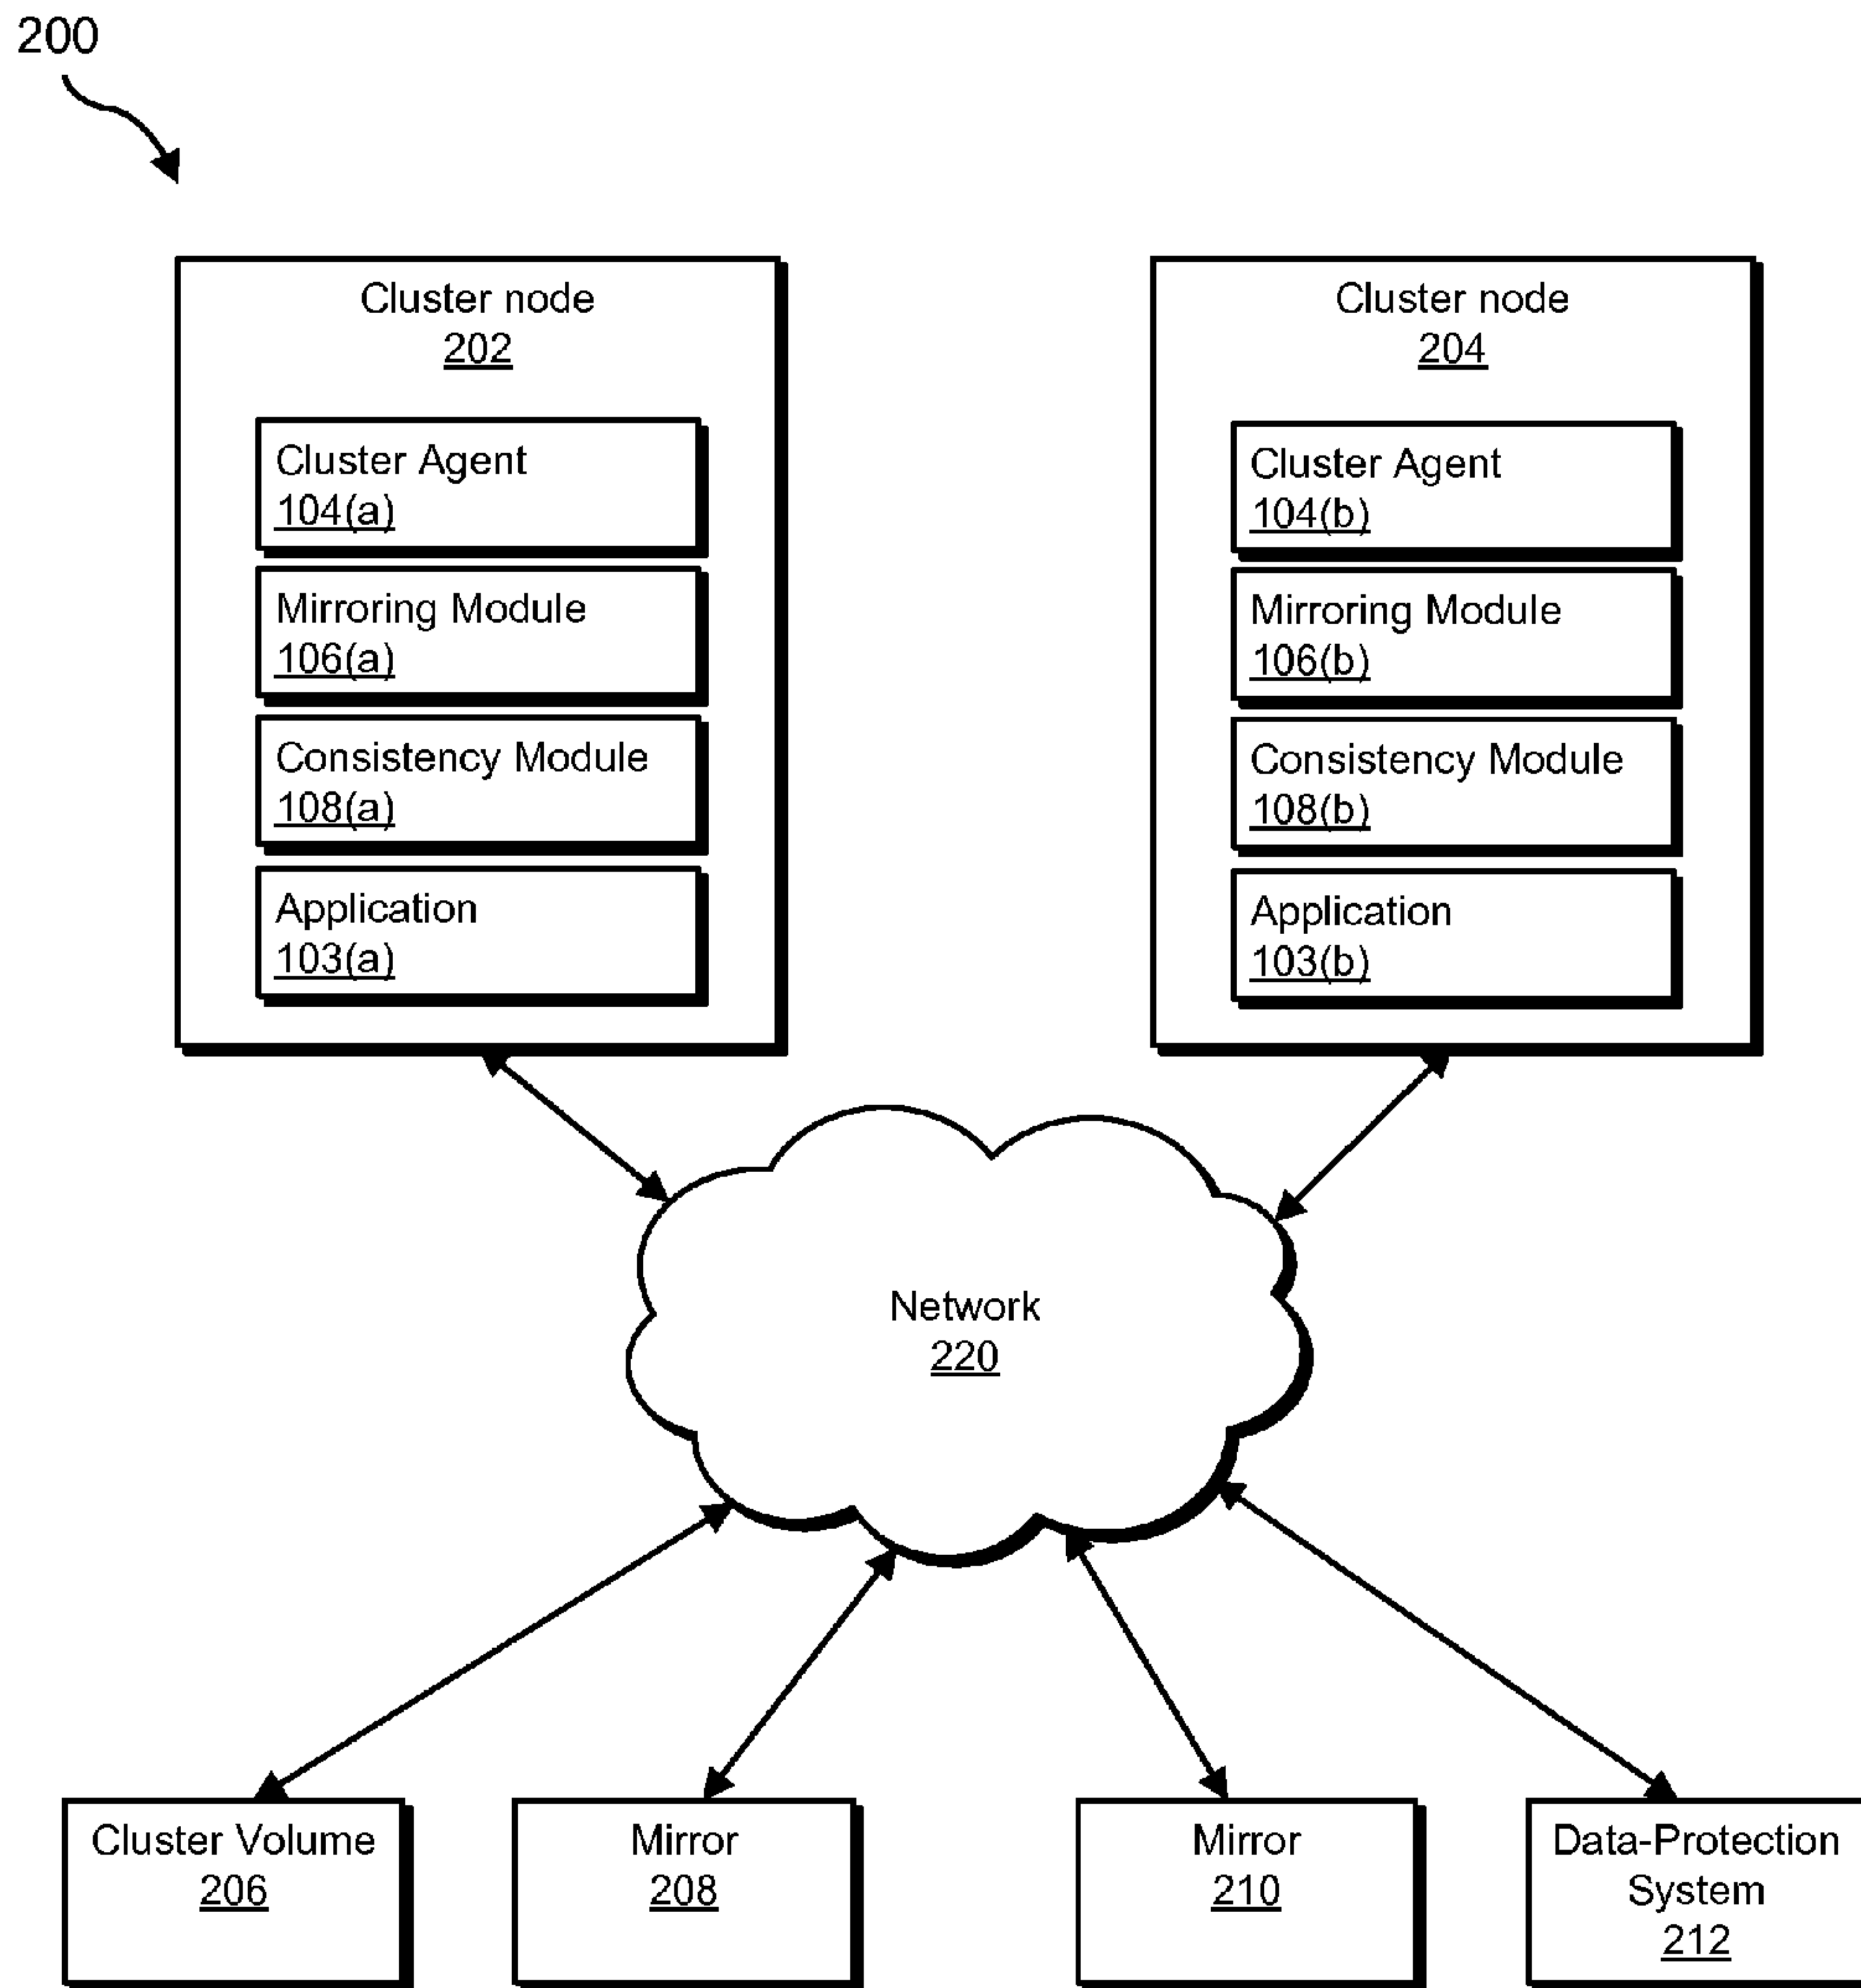 200
Cluster node
202
Cluster Agent
104(a)
Mirroring Module
106(a)
Consistency Module
108(a)
Application
103(a)
Cluster node
204
Cluster Agent
104(b)
Mirroring Module
106(b)
Consistency Module
108(b)
Application
103(b)
Network
220
Cluster Volume
206
Mirror
208
Mirror
210
Data-Protection
System
212